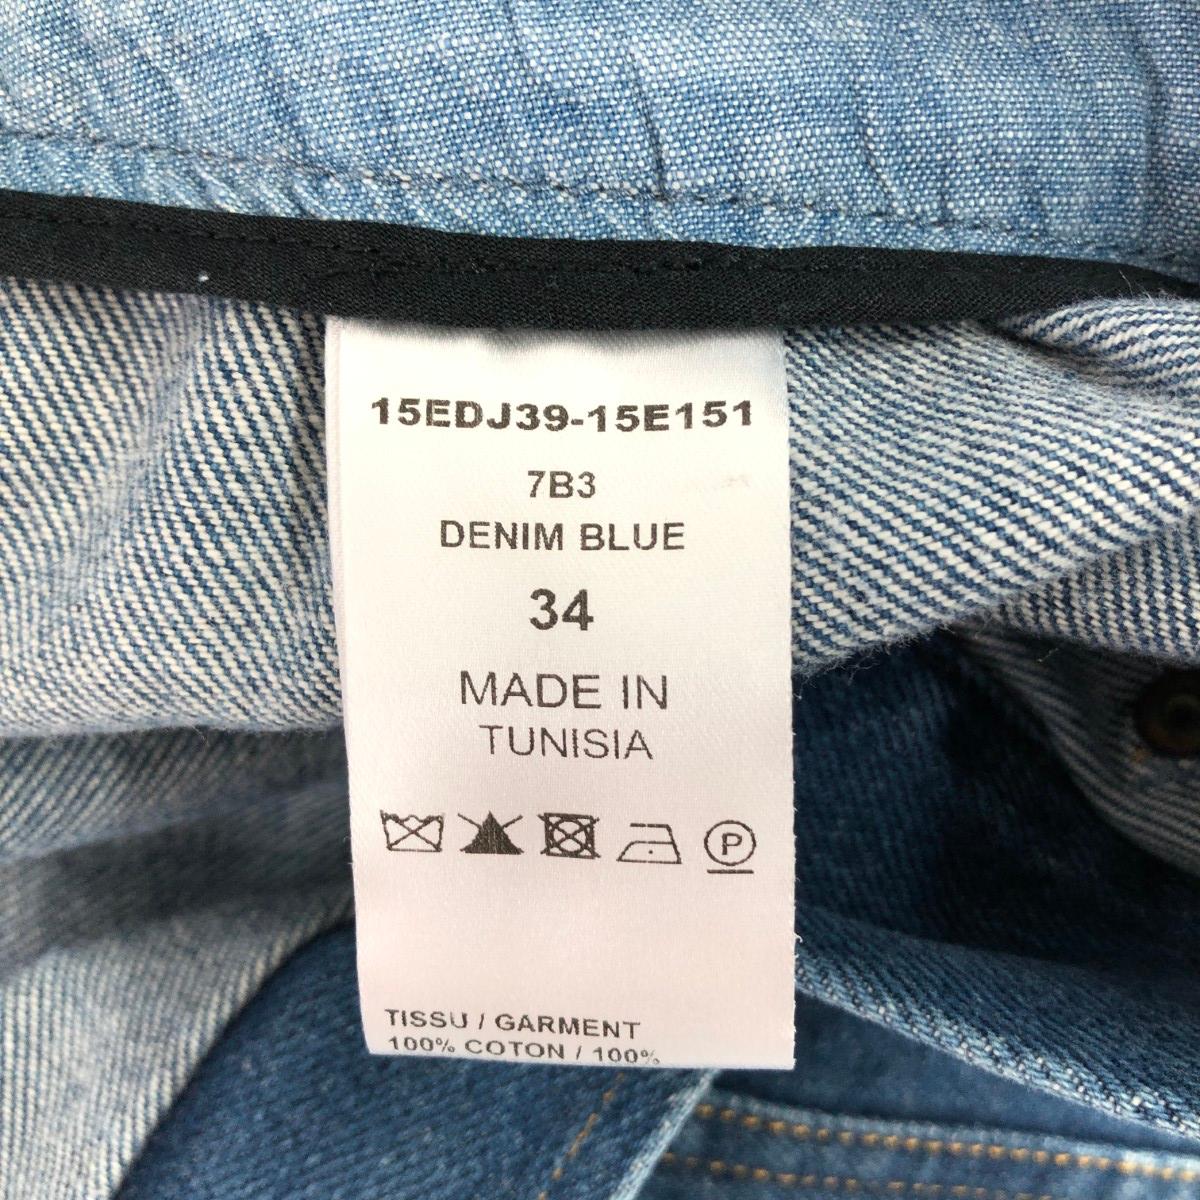 15EDJ39-15E151
7B3
DENIM BLUE
34
MADE IN
TUNISIA
P
TISSU / GARMENT
100% COTON / 100%